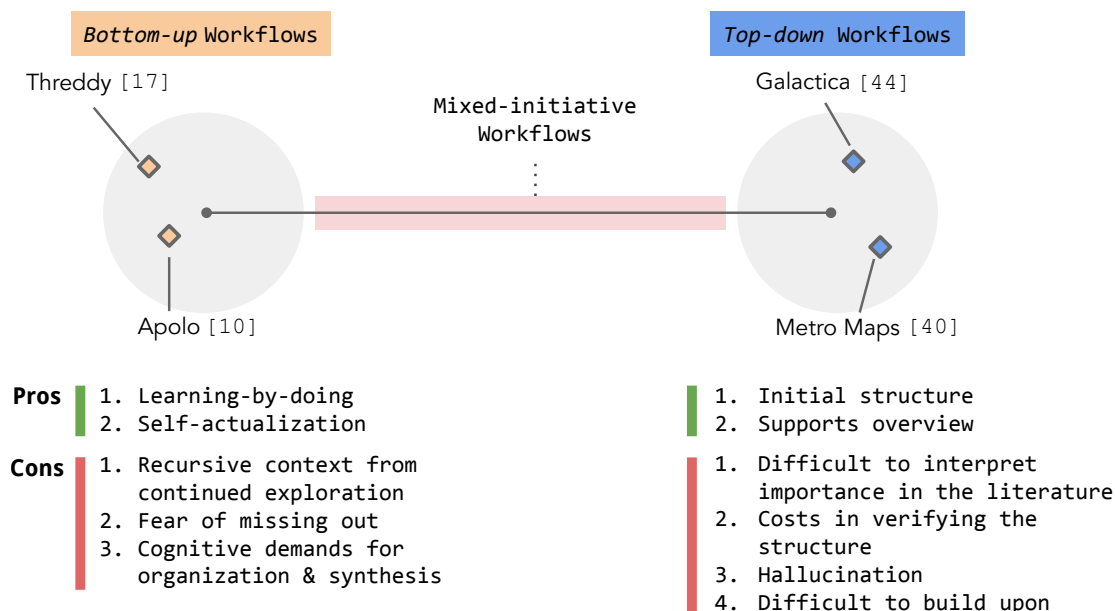 Bottom-up Workflows
Top-down Workflows
Threddy [17]
Galactica [44]
Mixed-initiative
Workflows
Apolo [10]
Metro Maps [40]
Pros
1. Learning-by-doing
2. Self-actualization
1. Initial structure
2. Supports overview
Cons
1. Recursive context from
continued exploration
2. Fear of missing out
3. Cognitive demands for
organization & synthesis
1. Difficult to interpret
importance in the literature
2. Costs in verifying the
structure
3. Hallucination
4. Difficult to build upon